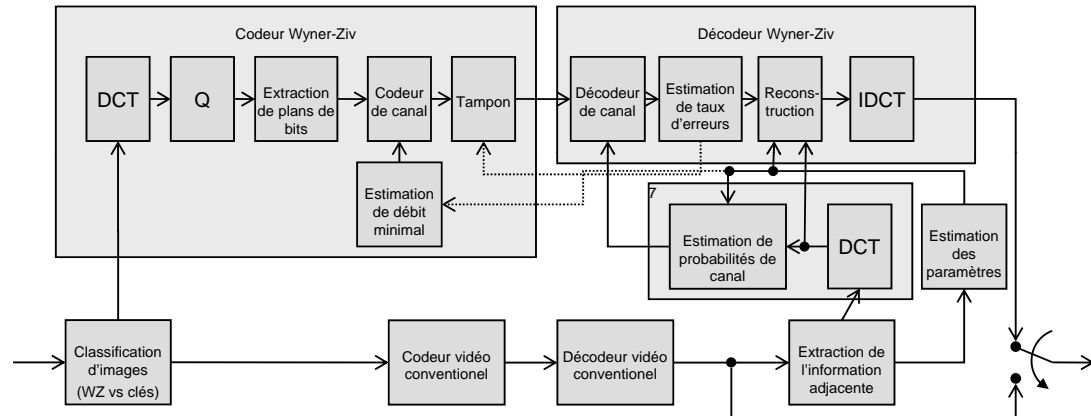 Codeur Wyner-Ziv
Décodeur Wyner-Ziv
DCT
Q
Extraction
de plans de
bits
Codeur
de canal
Tampon
Décodeur
de canal
Estimation
de taux
d'erreurs
Recons-
truction
IDCT
Estimation
de débit
minimal
7
Estimation de
probabilités de
canal
DCT
Estimation
des
paramètres
Classification
d'images
(WZ vs clés)
Codeur vidéo
conventionel
Décodeur vidéo
conventionel
Extraction de
l'information
adjacente